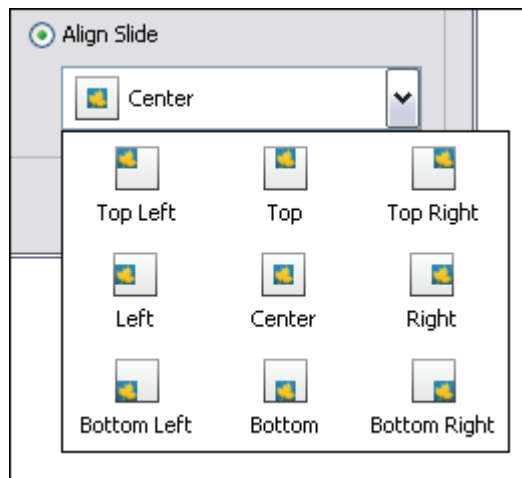 Align Slide
Center
Top Left Top Top Right
Left Center Right
Bottom Left Bottom Bottom Right